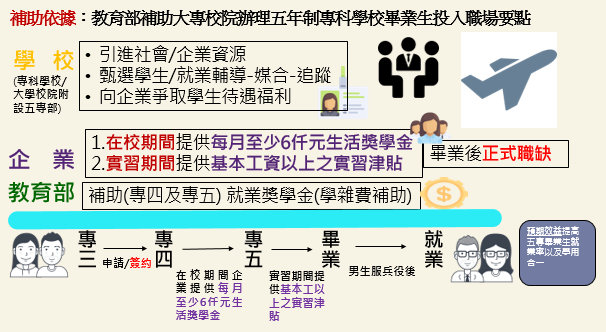 補助依據：教育部補助大專校院辦理五年制專科學校畢業生投入職場要點
學 校
(專科學校/
大學校院附
設五專部)
• 引進社會/企業資源
• 甄選學生/就業輔導-媒合-追蹤
• 向企業爭取學生待遇福利
企 業
1.在校期間提供每月至少6仟元生活獎學金
2.實習期間提供基本工資以上之實習津貼
畢業後正式職缺
教育部
補助(專四及專五) 就業獎學金(學雜費補助)
$
專三
申請/簽約
專四
在校期間企
業提供每月
至少6仟元生
活獎學金
專五
實習期間提
供基本工以
上之實習津
貼
畢業
男生服兵役後
就業
預期效益提高
五專畢業生就
業率以及學用
合一